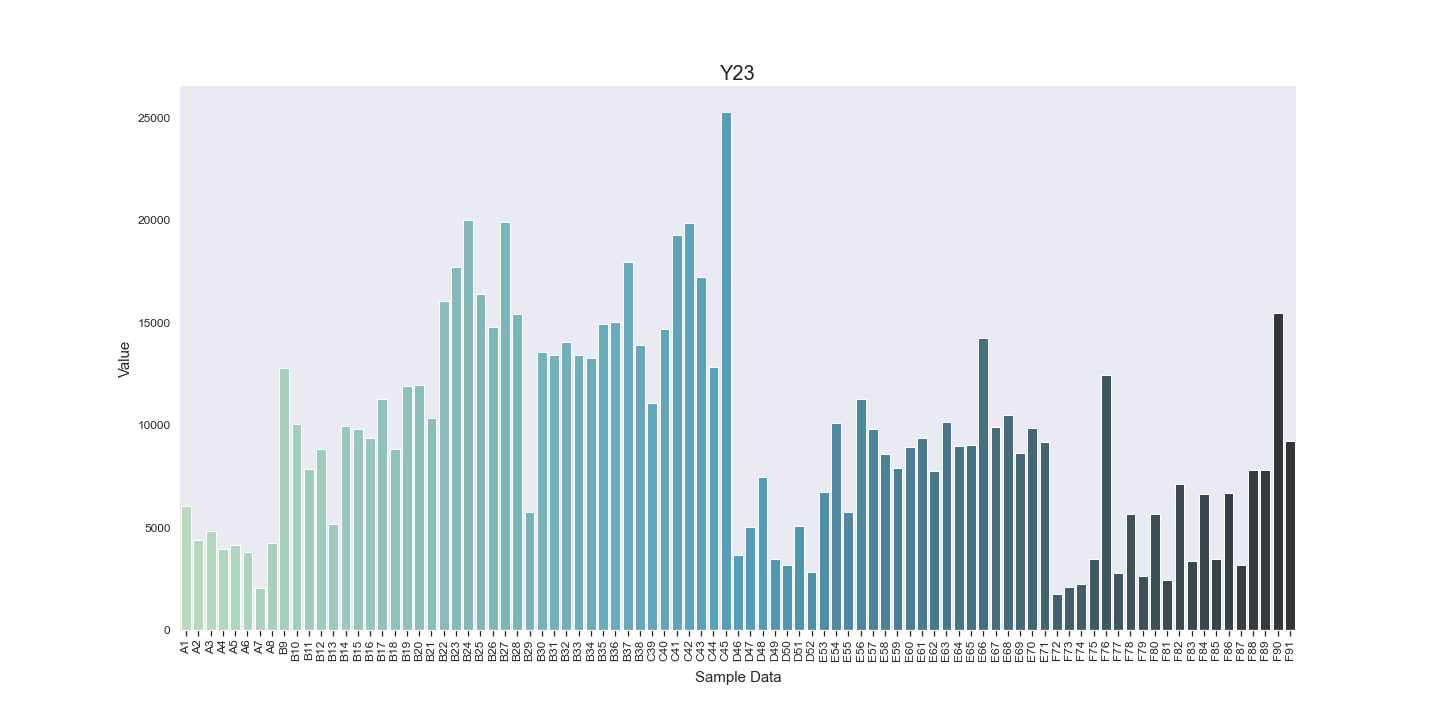 Y23
Value
25000
20000
15000
10000
5000
0
A1 A2 A3 A4 A5 A6 A7 A8 B9 B10 B11 B12 B13 B14 B15 B16 B17 B18 B19 B20 B21 B22 B23 B24 B25 B26 B27 B28 B29 B30 B31 B32 B33 B34 B35 B36 B37 B38 C39 C40 C41 C42 C43 C44 C45 D46 D47 D48 D49 D50 D51 D52 E53 E54 E55 E56 E57 E58 E59 E60 E61 E62 E63 E64 E65 E66 E67 E68 E69 E70 E71 F72 F73 F74 F75 F76 F77 F78 F79 F80 F81 F82 F83 F84 F85 F86 F87 F88 F89 F90 F91
Sample Data